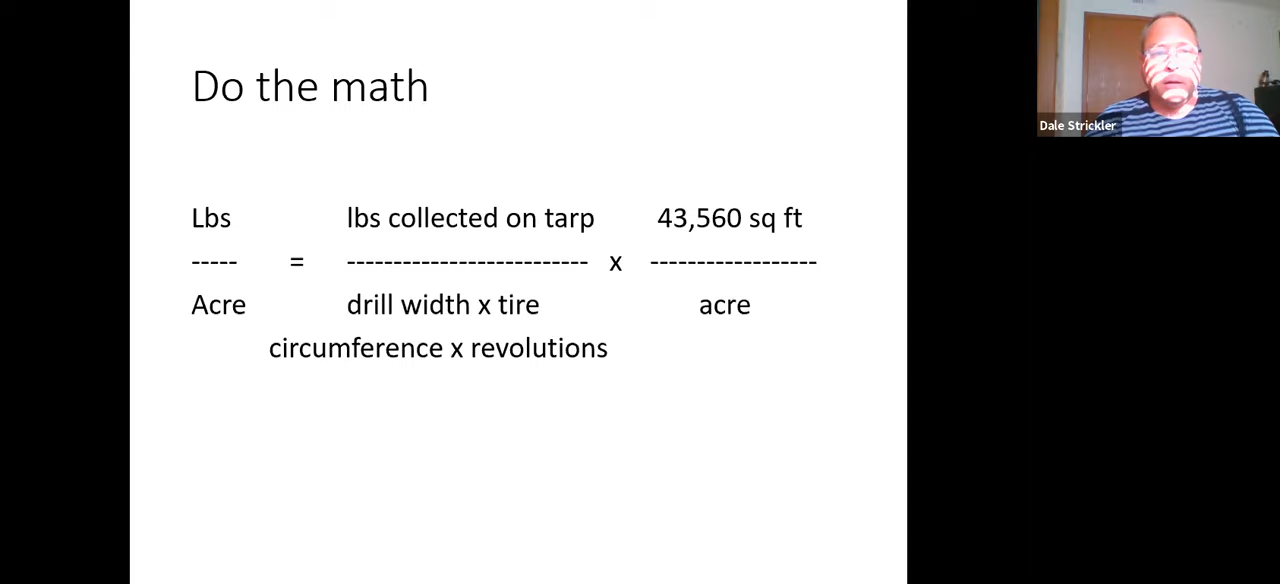 Do the math
Lbs lbs collected on tarp 43,560 sq ft
----- = -------------------------- x ------------------
Acre drill width x tire acre
circumference x revolutions
Dale Strickler